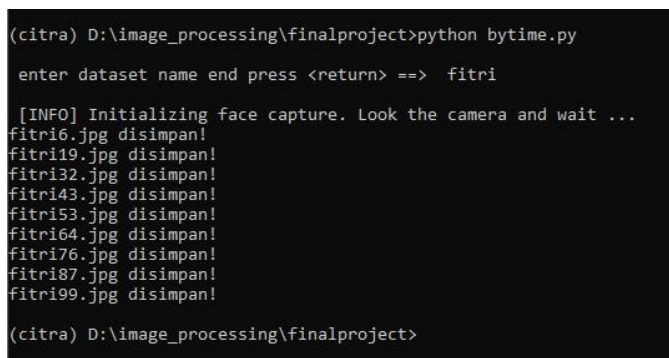 (citra) D:\image_processing\finalproject>python bytime.py
enter dataset name end press <return> ==>  fitri
[INFO] Initializing face capture. Look the camera and wait ...
fitri6.jpg disimpan!
fitri19.jpg disimpan!
fitri32.jpg disimpan!
fitri43.jpg disimpan!
fitri53.jpg disimpan!
fitri64.jpg disimpan!
fitri76.jpg disimpan!
fitri87.jpg disimpan!
fitri99.jpg disimpan!
(citra) D:\image_processing\finalproject>